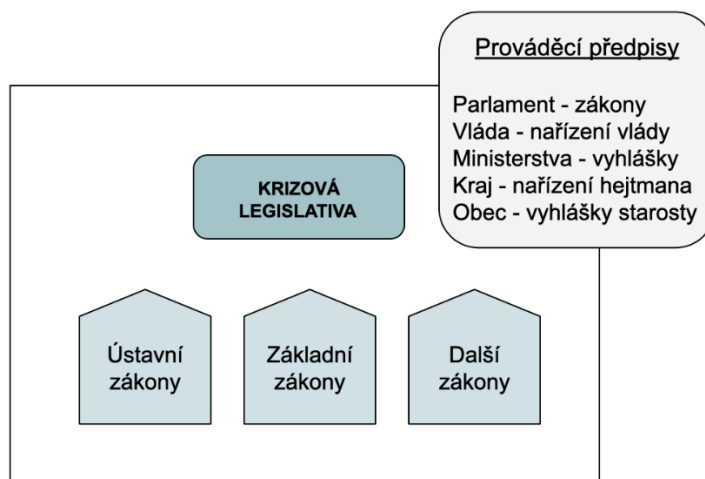 Prováděcí předpisy
Parlament - zákony
Vláda - nařízení vlády
Ministerstva - vyhlášky
Kraj - nařízení hejtmana
Obec - vyhlášky starosty
KRIZOVÁ
LEGISLATIVA
Ústavní
zákony
Základní
zákony
Další
zákony